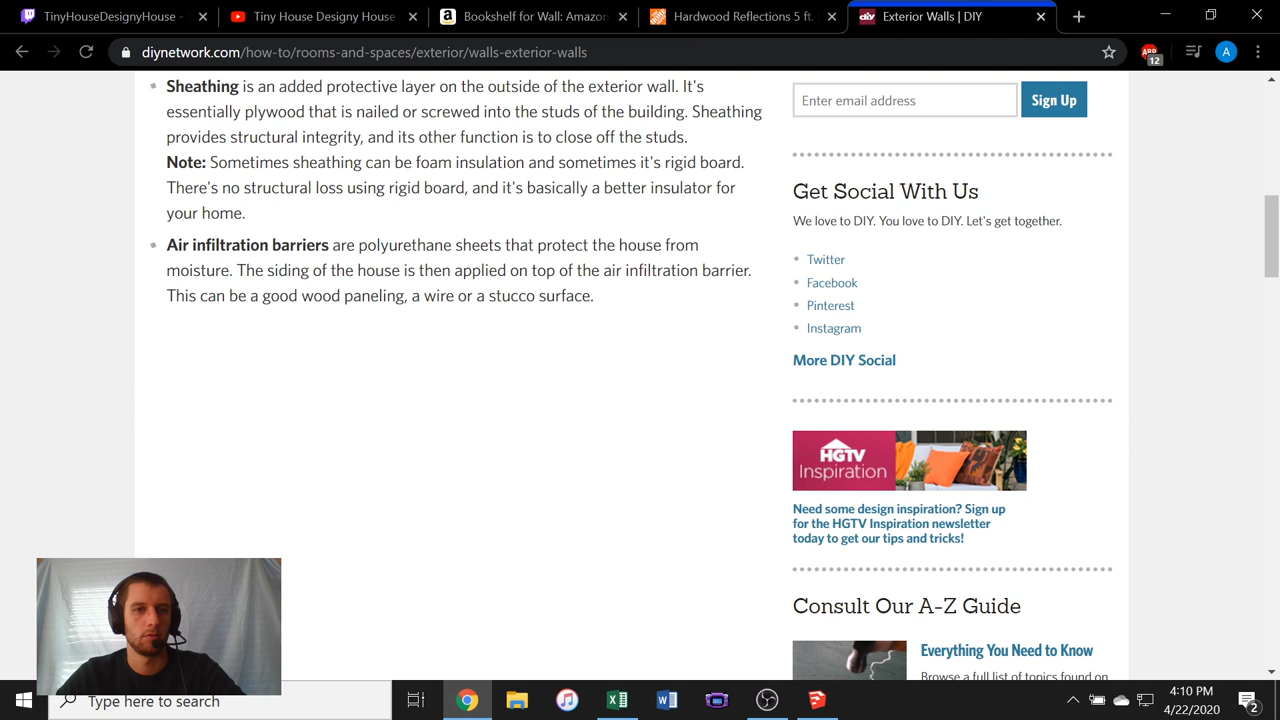 TinyHouseDesignyHouse - T
Tiny House Designy House
Bookshelf for Wall: Amazon
Hardwood Reflections 5 ft.
Exterior Walls | DIY
diynetwork.com/how-to/rooms-and-spaces/exterior/walls-exterior-walls
ABP
12
A
Sheathing is an added protective layer on the outside of the exterior wall. It's
essentially plywood that is nailed or screwed into the studs of the building. Sheathing
provides structural integrity, and its other function is to close off the studs.
Note: Sometimes sheathing can be foam insulation and sometimes it's rigid board.
There's no structural loss using rigid board, and it's basically a better insulator for
your home.
Air infiltration barriers are polyurethane sheets that protect the house from
moisture. The siding of the house is then applied on top of the air infiltration barrier.
This can be a good wood paneling, a wire or a stucco surface.
Enter email address
Sign Up
Get Social With Us
We love to DIY. You love to DIY. Let's get together.
Twitter
Facebook
Pinterest
Instagram
More DIY Social
HGTV
Inspiration
Need some design inspiration? Sign up
for the HGTV Inspiration newsletter
today to get our tips and tricks!
Consult Our A-Z Guide
Everything You Need to Know
Browse a full list of topics found on
Type here to search
4:10 PM
4/22/2020
2